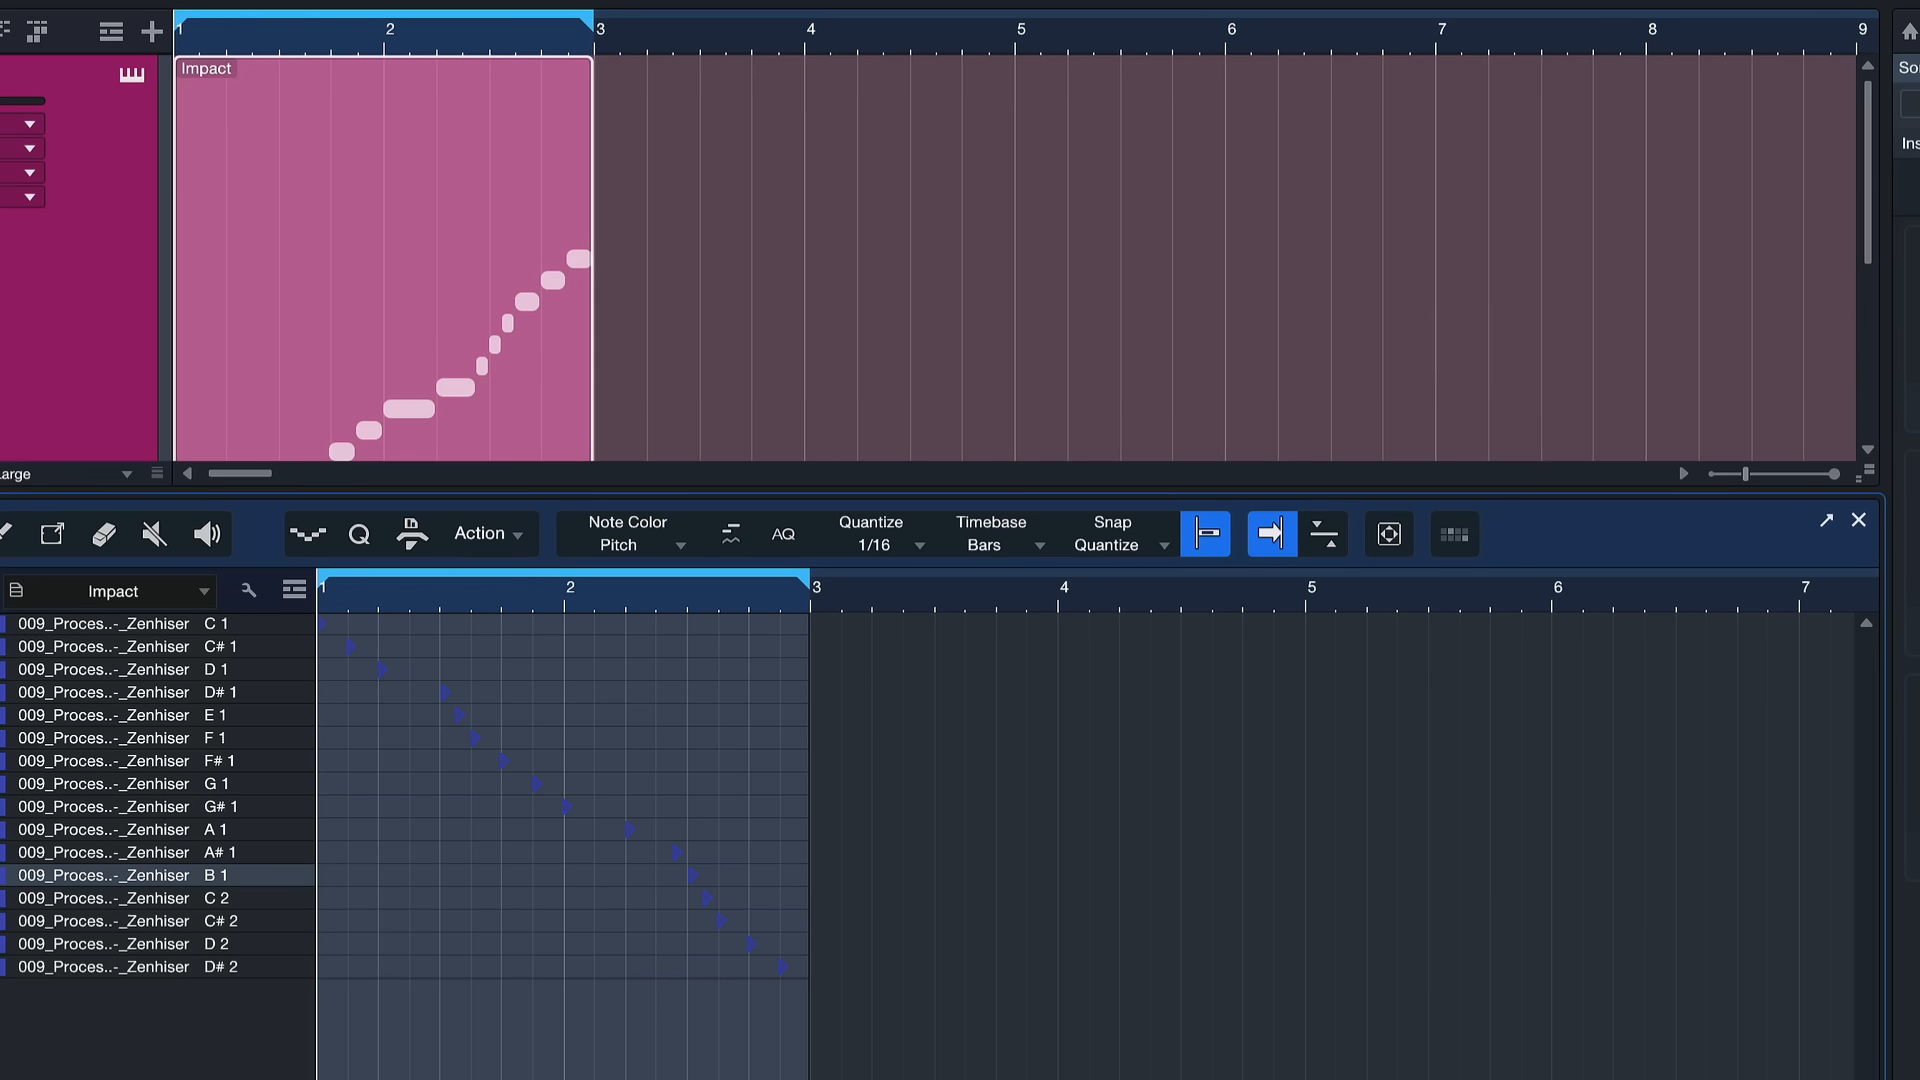 1 2 3 4 5 6 7 8 9
Impact
Action
Note Color
Pitch
AQ
Quantize
1/16
Timebase
Bars
Snap
Quantize
Q
Impact
1 2 3 4 5 6 7
009_Proces..-_Zenhiser C 1
009_Proces..-_Zenhiser C# 1
009_Proces..-_Zenhiser D 1
009_Proces..-_Zenhiser D# 1
009_Proces..-_Zenhiser E 1
009_Proces..-_Zenhiser F 1
009_Proces..-_Zenhiser F# 1
009_Proces..-_Zenhiser G 1
009_Proces..-_Zenhiser G# 1
009_Proces..-_Zenhiser A 1
009_Proces..-_Zenhiser A# 1
009_Proces..-_Zenhiser B 1
009_Proces..-_Zenhiser C 2
009_Proces..-_Zenhiser C# 2
009_Proces..-_Zenhiser D 2
009_Proces..-_Zenhiser D# 2